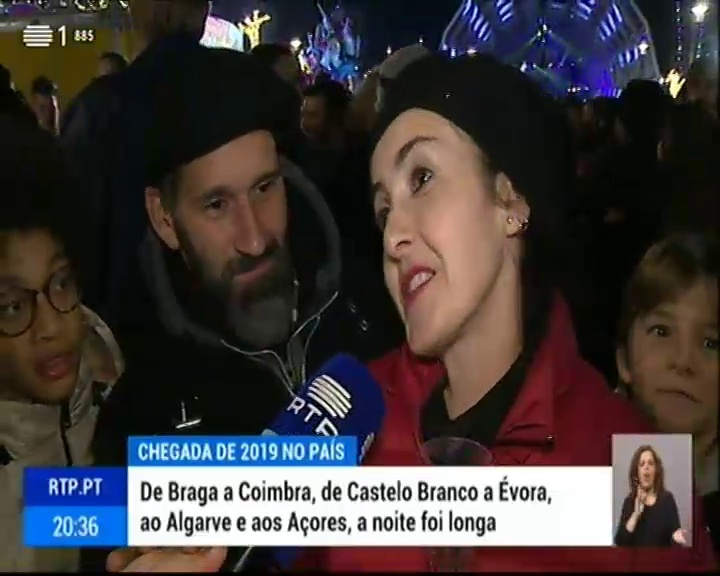 1 885
RTP
CHEGADA DE 2019 NO PAÍS
RTP.PT
De Braga a Coimbra, de Castelo Branco a Évora,
20:36
ao Algarve e aos Açores, a noite foi longa